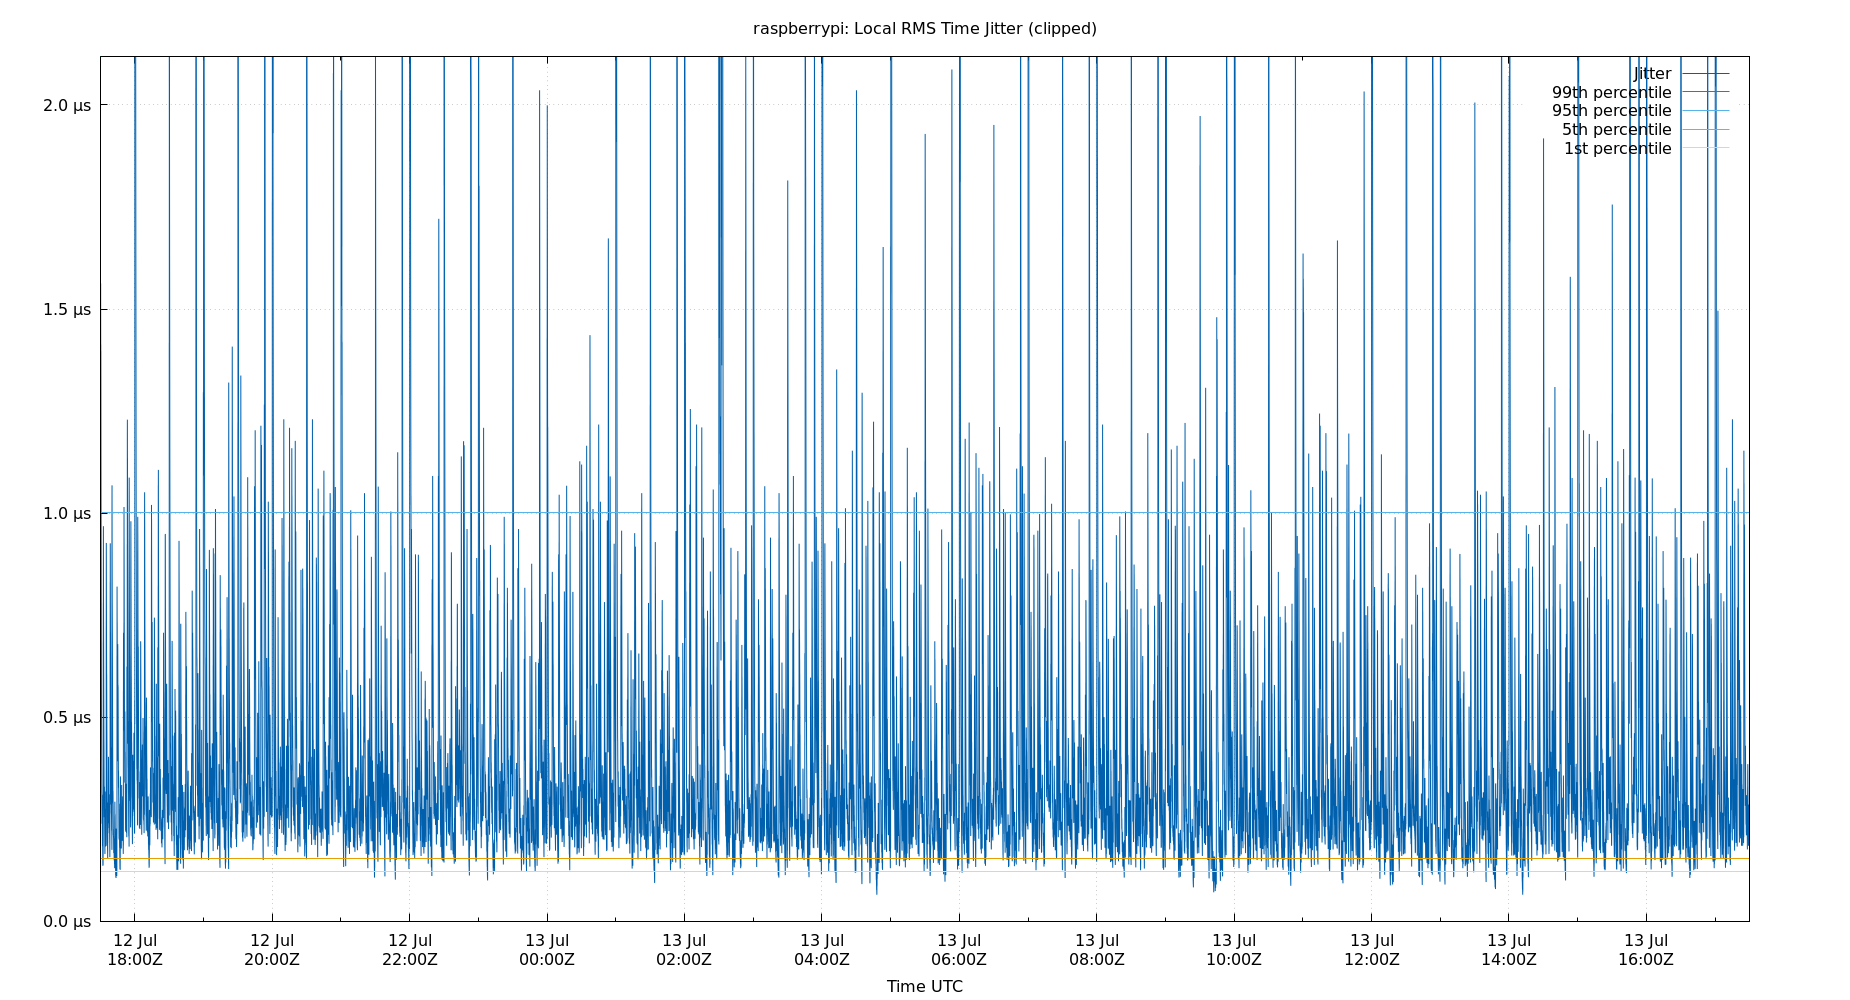 raspberrypi: Local RMS Time Jitter (clipped)
Jitter
99th percentile
95th percentile
5th percentile
1st percentile
2.0 μs
1.5 μs
1.0 μs
0.5 μs
0.0 μs
12 Jul 12 Jul 12 Jul 13 Jul 13 Jul 13 Jul 13 Jul 13 Jul 13 Jul 13 Jul 13 Jul 13 Jul
18:00Z 20:00Z 22:00Z 00:00Z 02:00Z 04:00Z 06:00Z 08:00Z 10:00Z 12:00Z 14:00Z 16:00Z
Time UTC